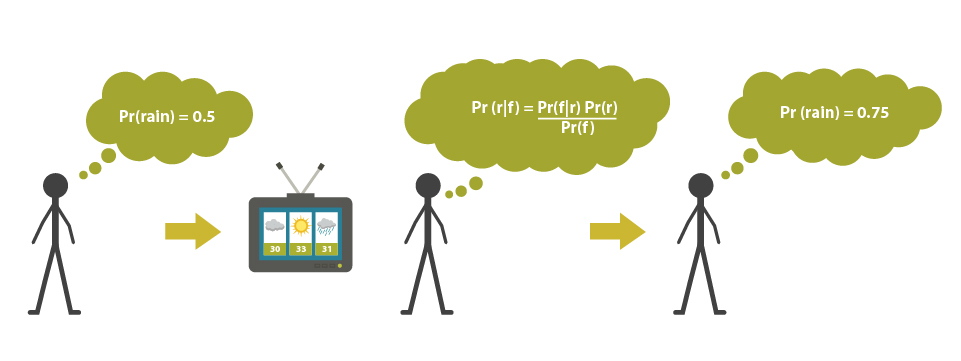 Pr(rain) = 0.5
30 33 31
Pr (r|f) = Pr(f|r) Pr(r)
Pr(f)
Pr (rain) = 0.75